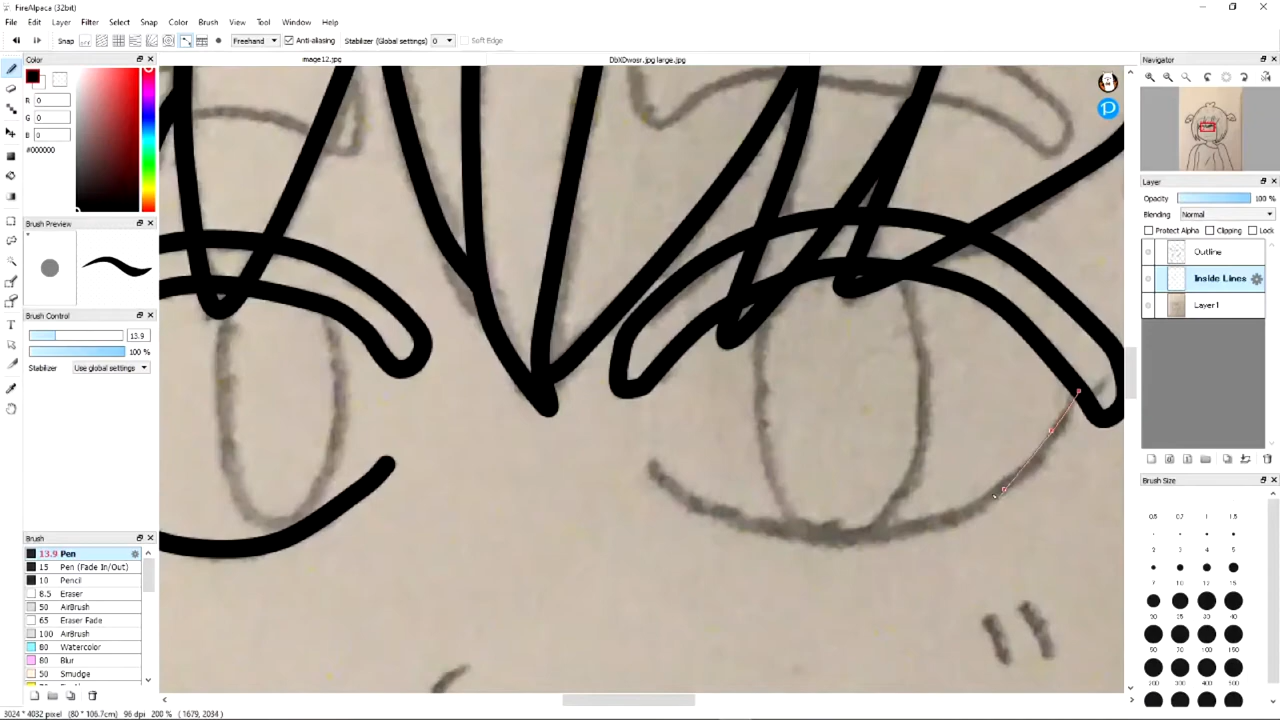 FireAlpaca (32bit)
File Edit Layer Filter Select Snap Color Brush View Tool Window Help
Snap Freehand Anti-aliasing Stabilizer (Global settings) 0 Soft Edge
Color
image12.jpg
DbXDwosr.jpg large.jpg
Navigator
R 0
G 0
B 0
#000000
Layer
Opacity 100 %
Blending Normal
Protect Alpha Clipping Lock
Brush Preview
Outline
Inside Lines
Layer1
Brush Control
13.9
100 %
Stabilizer Use global settings
Brush Size
0.5 0.7 1 1.5
2 3 4 5
7 10 12 15
20 25 30 40
50 70 100 150
200 300 400 500
Brush
13.9 Pen
15 Pen (Fade In/Out)
10 Pencil
8.5 Eraser
50 AirBrush
65 Eraser Fade
100 AirBrush
80 Watercolor
80 Blur
50 Smudge
3024 * 4032 pixel (80 * 106.7cm) 96 dpi 200 % ( 1679, 2034 )